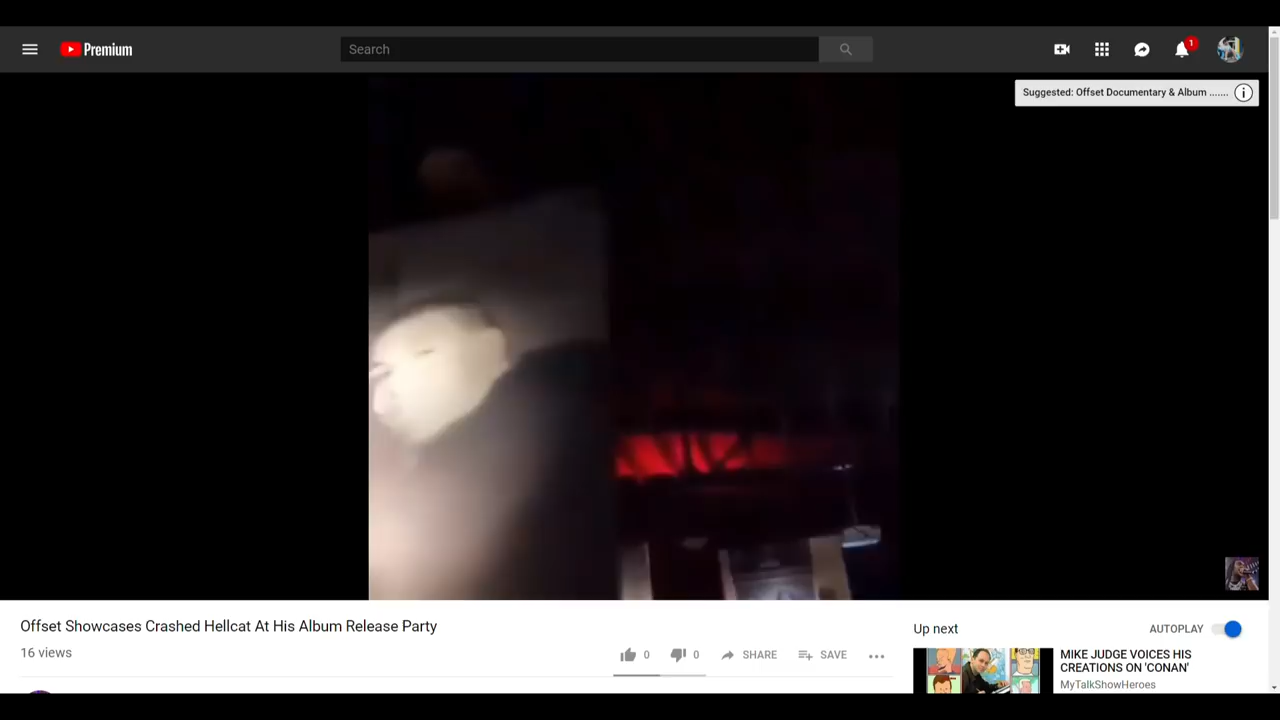 Premium
Search
1
Suggested: Offset Documentary & Album .......
Offset Showcases Crashed Hellcat At His Album Release Party
16 views
0
0
SHARE
SAVE
Up next
AUTOPLAY
MIKE JUDGE VOICES HIS
CREATIONS ON 'CONAN'
MyTalkShowHeroes